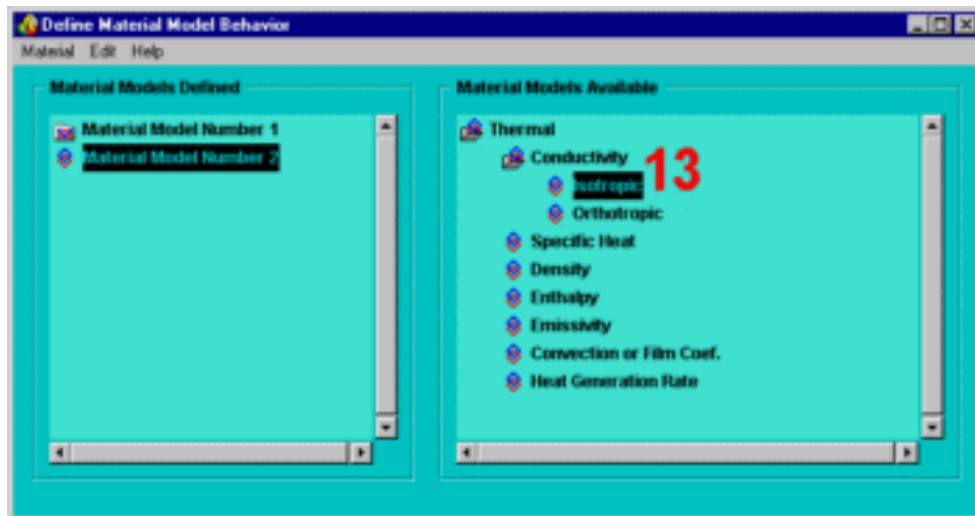 Define Material Model Behavior
Material Edit Help
Material Models Defined
Material Model Number 1
Material Model Number 2
Material Models Available
Thermal
Conductivity
Isotropic 13
Orthotropic
Specific Heat
Density
Enthalpy
Emissivity
Convection or Film Coef.
Heat Generation Rate